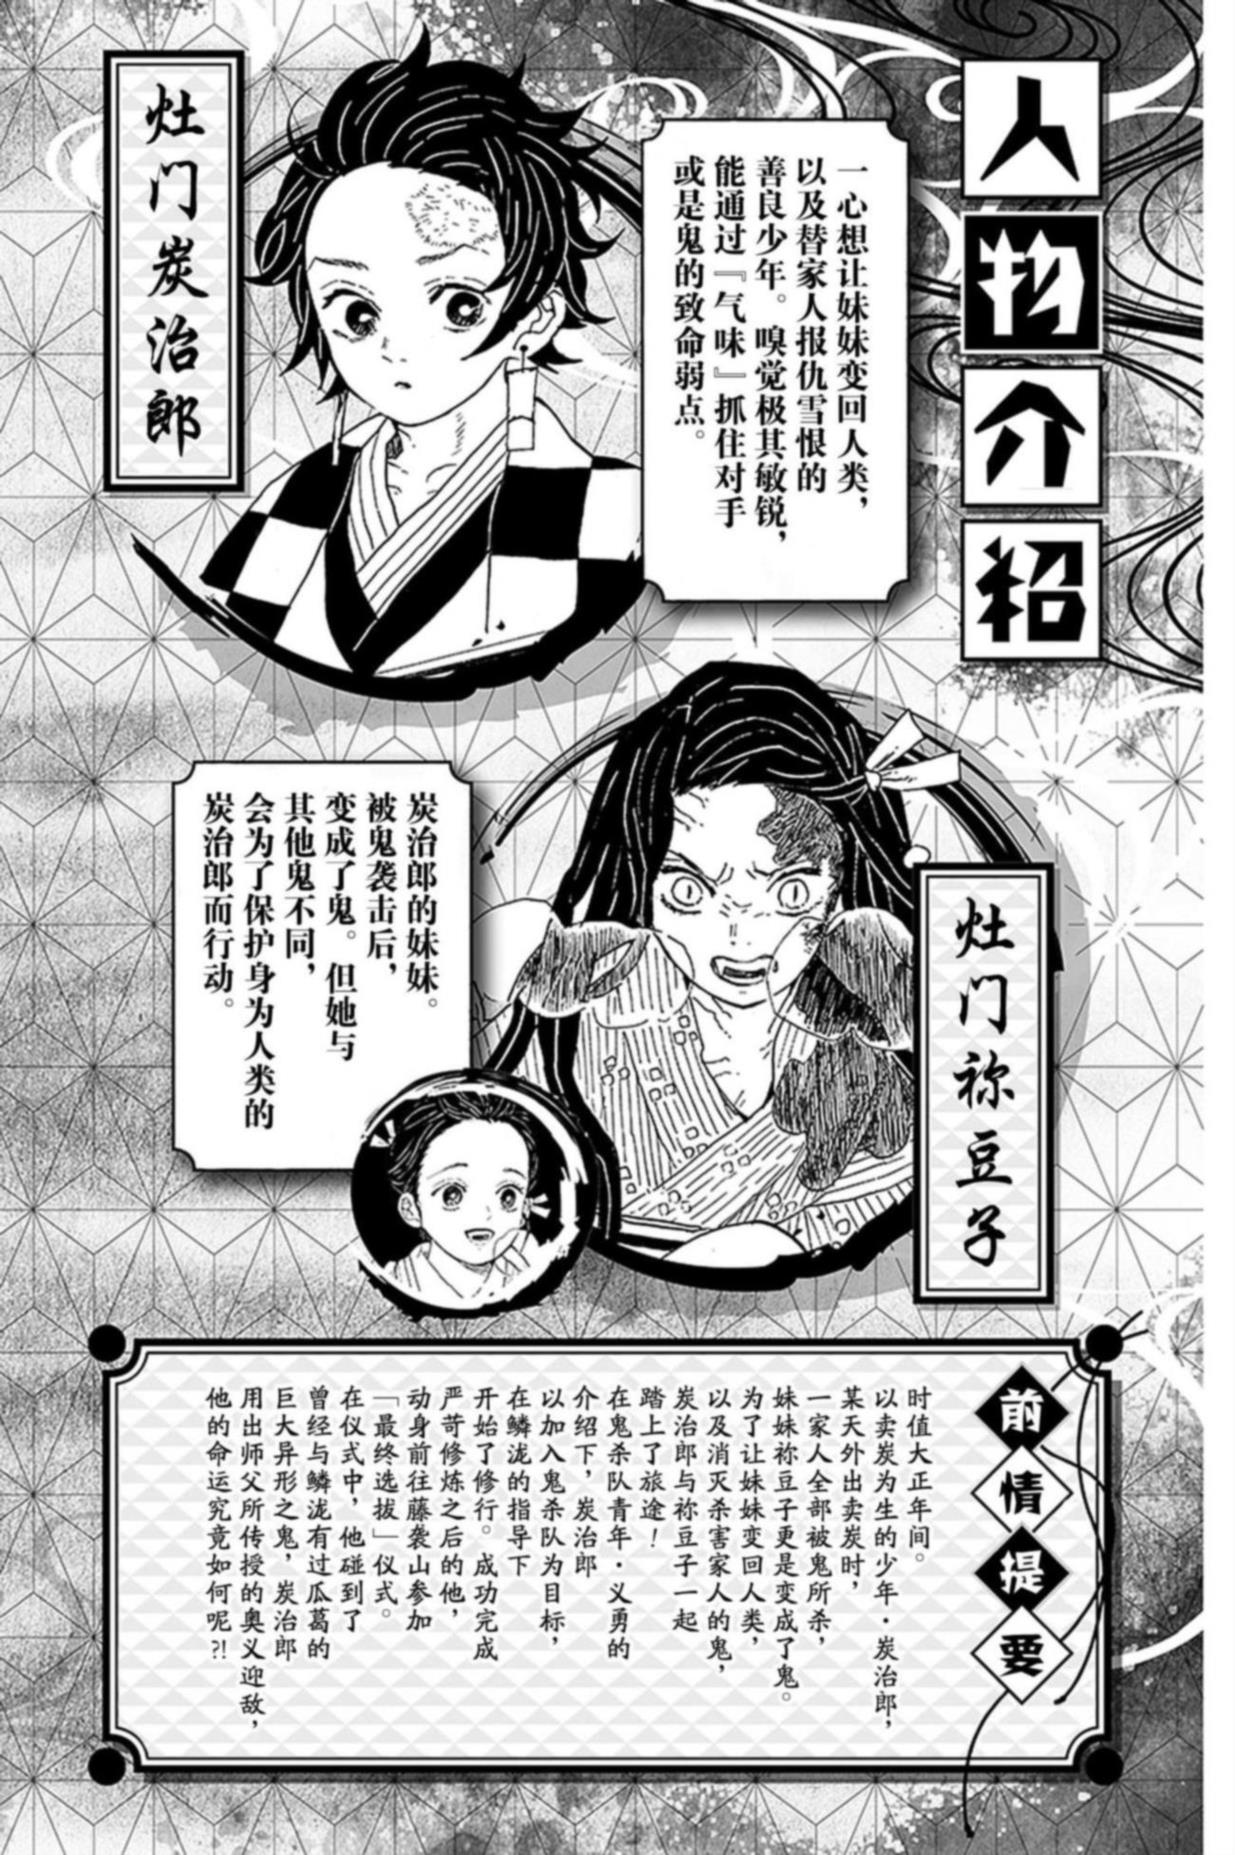 人物介绍
一心想让妹妹变回人类，
以及替家人报仇雪恨的
善良少年。嗅觉极其敏锐，
能通过『气味』抓住对手
或是鬼的致命弱点。
灶门炭治郎
灶门祢豆子
炭治郎的妹妹。
被鬼袭击后，
变成了鬼。但她与
其他鬼不同，
会为了保护身为人类的
炭治郎而行动。
前情提要
时值大正年间。
以卖炭为生的少年·炭治郎，
某天外出卖炭时，
一家人全部被鬼所杀，
妹妹祢豆子更是变成了鬼。
为了让妹妹变回人类，
以及消灭杀害家人的鬼，
炭治郎与祢豆子一起
踏上了旅途！
在鬼杀队青年·义勇的
介绍下，炭治郎
以加入鬼杀队为目标，
在鳞泷的指导下
开始了修行。成功完成
严苛修炼之后的他，
动身前往藤袭山参加
「最终选拔」仪式。
在仪式中，他碰到了
曾经与鳞泷有过瓜葛的
巨大异形之鬼，炭治郎
用出师父所传授的奥义迎敌，
他的命运究竟如何呢?!